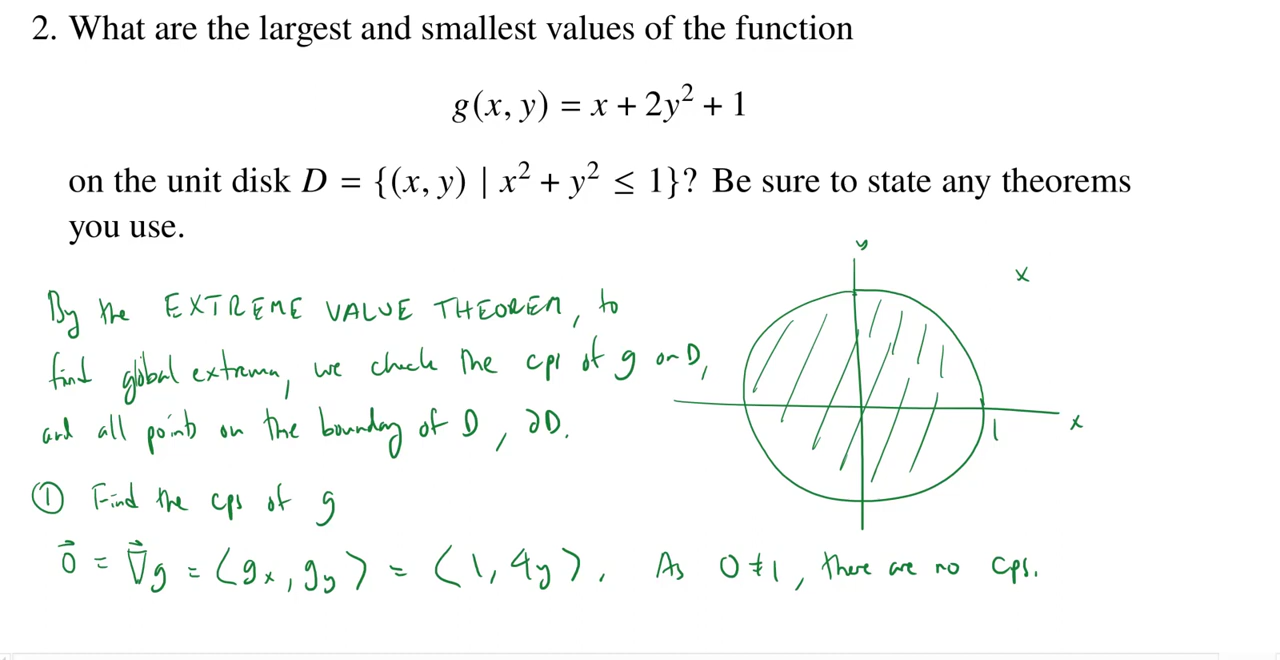 2. What are the largest and smallest values of the function
g(x, y) = x + 2y² + 1
on the unit disk D = {(x, y) | x² + y² ≤ 1}? Be sure to state any theorems
you use.
y
x
By the EXTREME VALUE THEOREM, to
find global extrema, we check the cps of g on D,
and all points on the boundary of D, ∂D.
1
x
① Find the cps of g
0⃗ = ∇⃗g = ⟨gₓ, g_y⟩ = ⟨1, 4y⟩. As 0 ≠ 1, there are no cps.